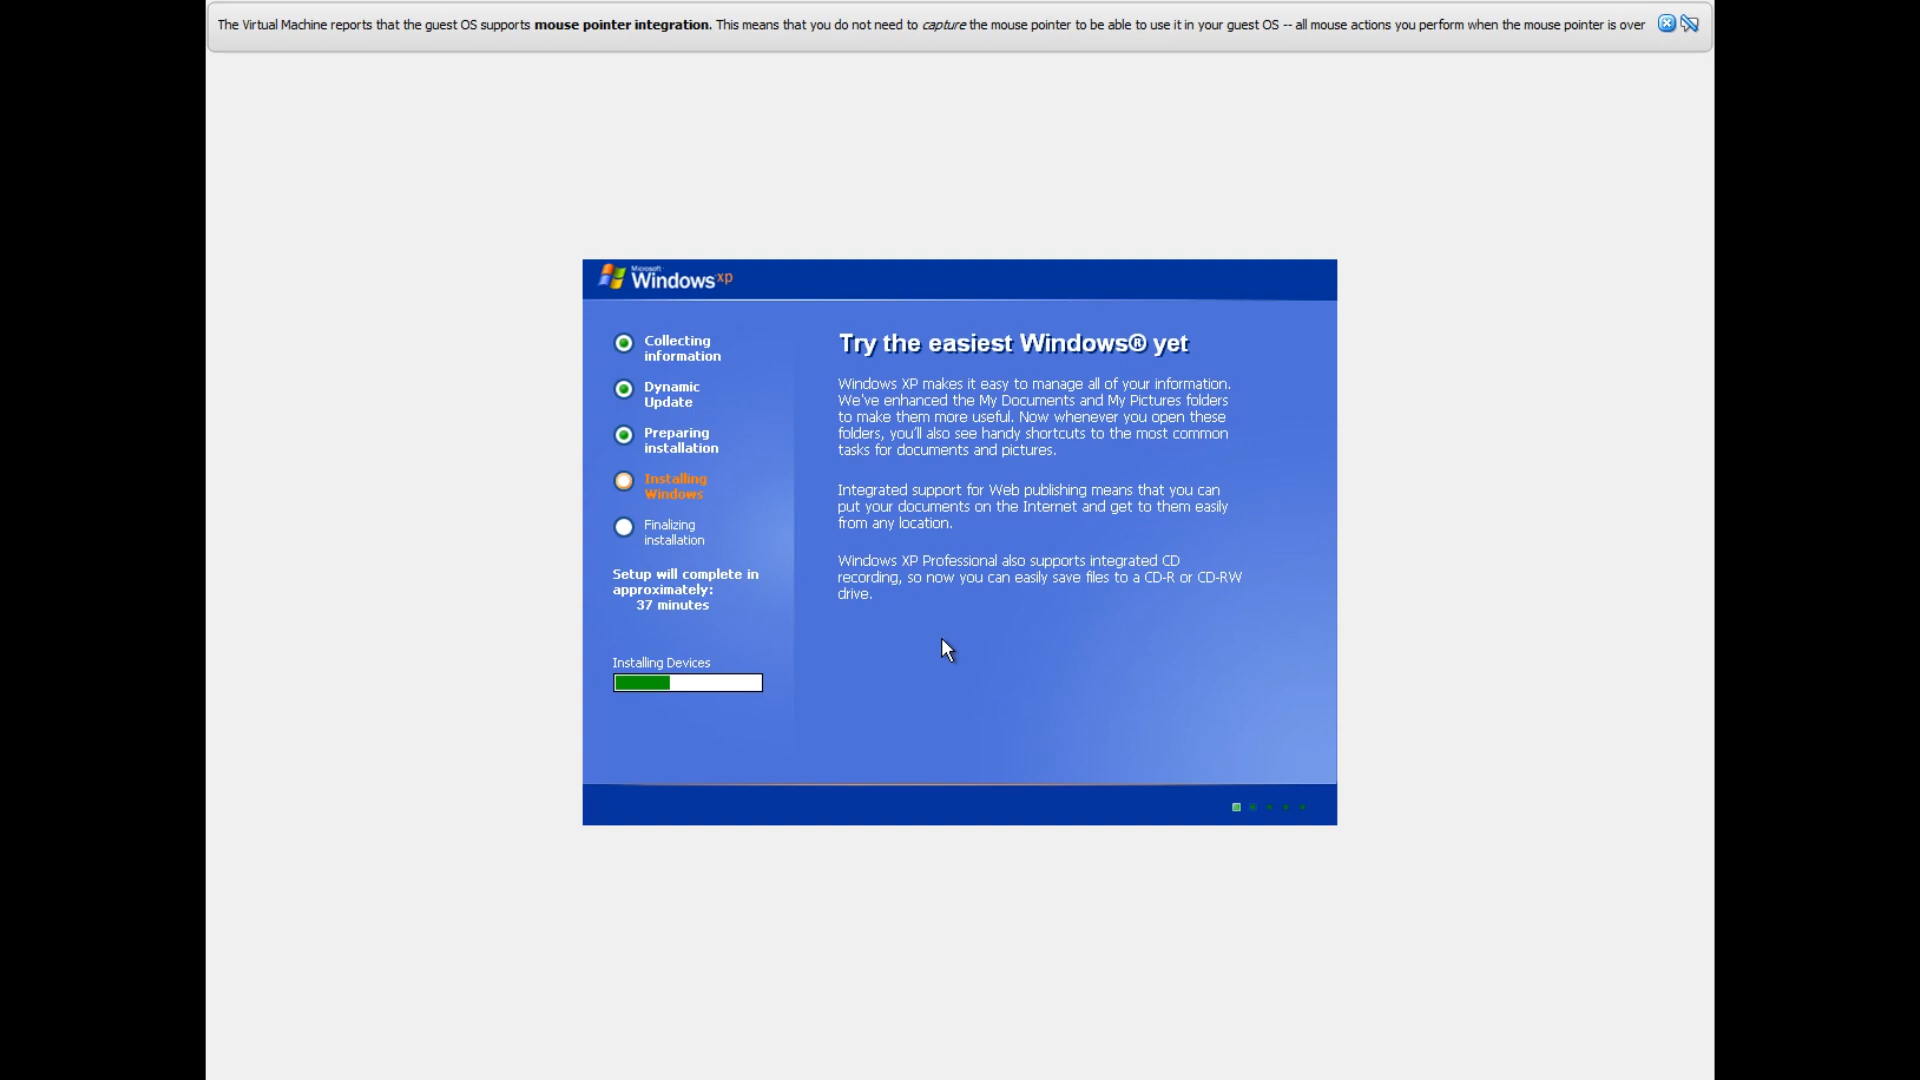 The Virtual Machine reports that the guest OS supports mouse pointer integration. This means that you do not need to capture the mouse pointer to be able to use it in your guest OS -- all mouse actions you perform when the mouse pointer is over
Microsoft
Windows xp
Collecting
information
Dynamic
Update
Preparing
installation
Installing
Windows
Finalizing
installation
Setup will complete in
approximately:
37 minutes
Installing Devices
Try the easiest Windows® yet
Windows XP makes it easy to manage all of your information.
We've enhanced the My Documents and My Pictures folders
to make them more useful. Now whenever you open these
folders, you'll also see handy shortcuts to the most common
tasks for documents and pictures.
Integrated support for Web publishing means that you can
put your documents on the Internet and get to them easily
from any location.
Windows XP Professional also supports integrated CD
recording, so now you can easily save files to a CD-R or CD-RW
drive.